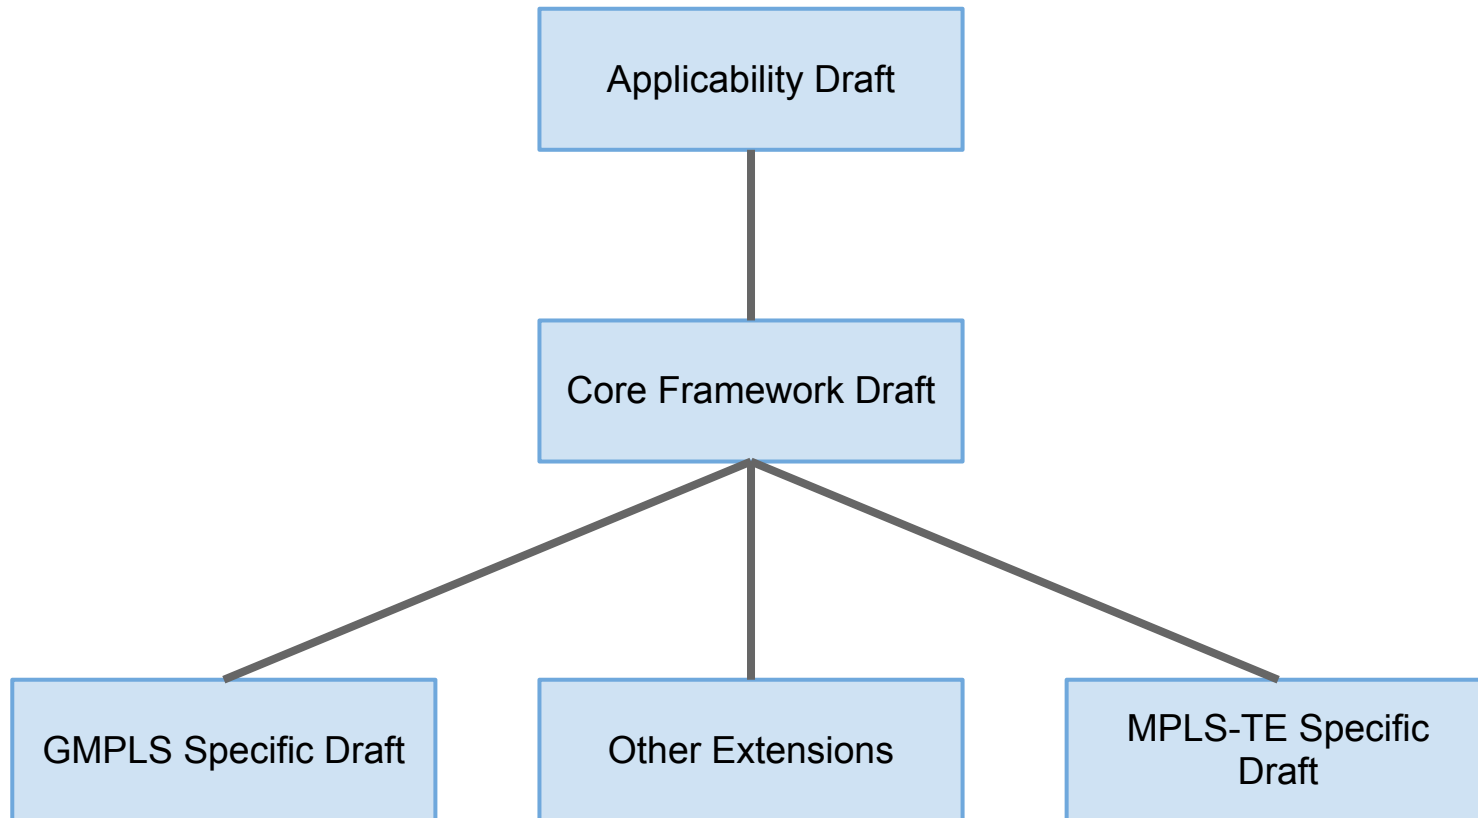 Applicability Draft
Core Framework Draft
GMPLS Specific Draft
Other Extensions
MPLS-TE Specific
Draft